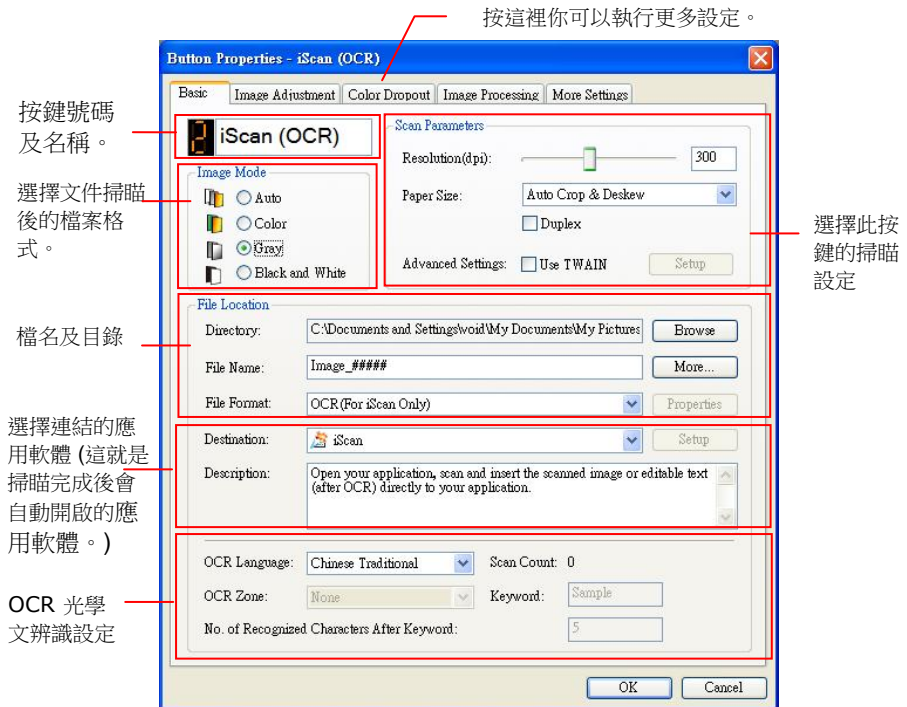 按這裡你可以執行更多設定。
Button Properties - iScan (OCR)
Basic Image Adjustment Color Dropout Image Processing More Settings
按鍵號碼
及名稱。
2 iScan (OCR)
Scan Parameters
Resolution(dpi): 300
Paper Size: Auto Crop & Deskew
Duplex
Advanced Settings: Use TWAIN Setup
選擇此按
鍵的掃瞄
設定
選擇文件掃瞄
後的檔案格
式。
Image Mode
Auto
Color
Gray
Black and White
檔名及目錄
File Location
Directory: C:\Documents and Settings\void\My Documents\My Pictures Browse
File Name: Image_##### More...
File Format: OCR(For iScan Only) Properties
選擇連結的應
用軟體 (這就是
掃瞄完成後會
自動開啟的應
用軟體。)
Destination: iScan Setup
Description: Open your application, scan and insert the scanned image or editable text
(after OCR) directly to your application.
OCR 光學
文辨識設定
OCR Language: Chinese Traditional Scan Count: 0
OCR Zone: None Keyword: Sample
No. of Recognized Characters After Keyword: 5
OK Cancel